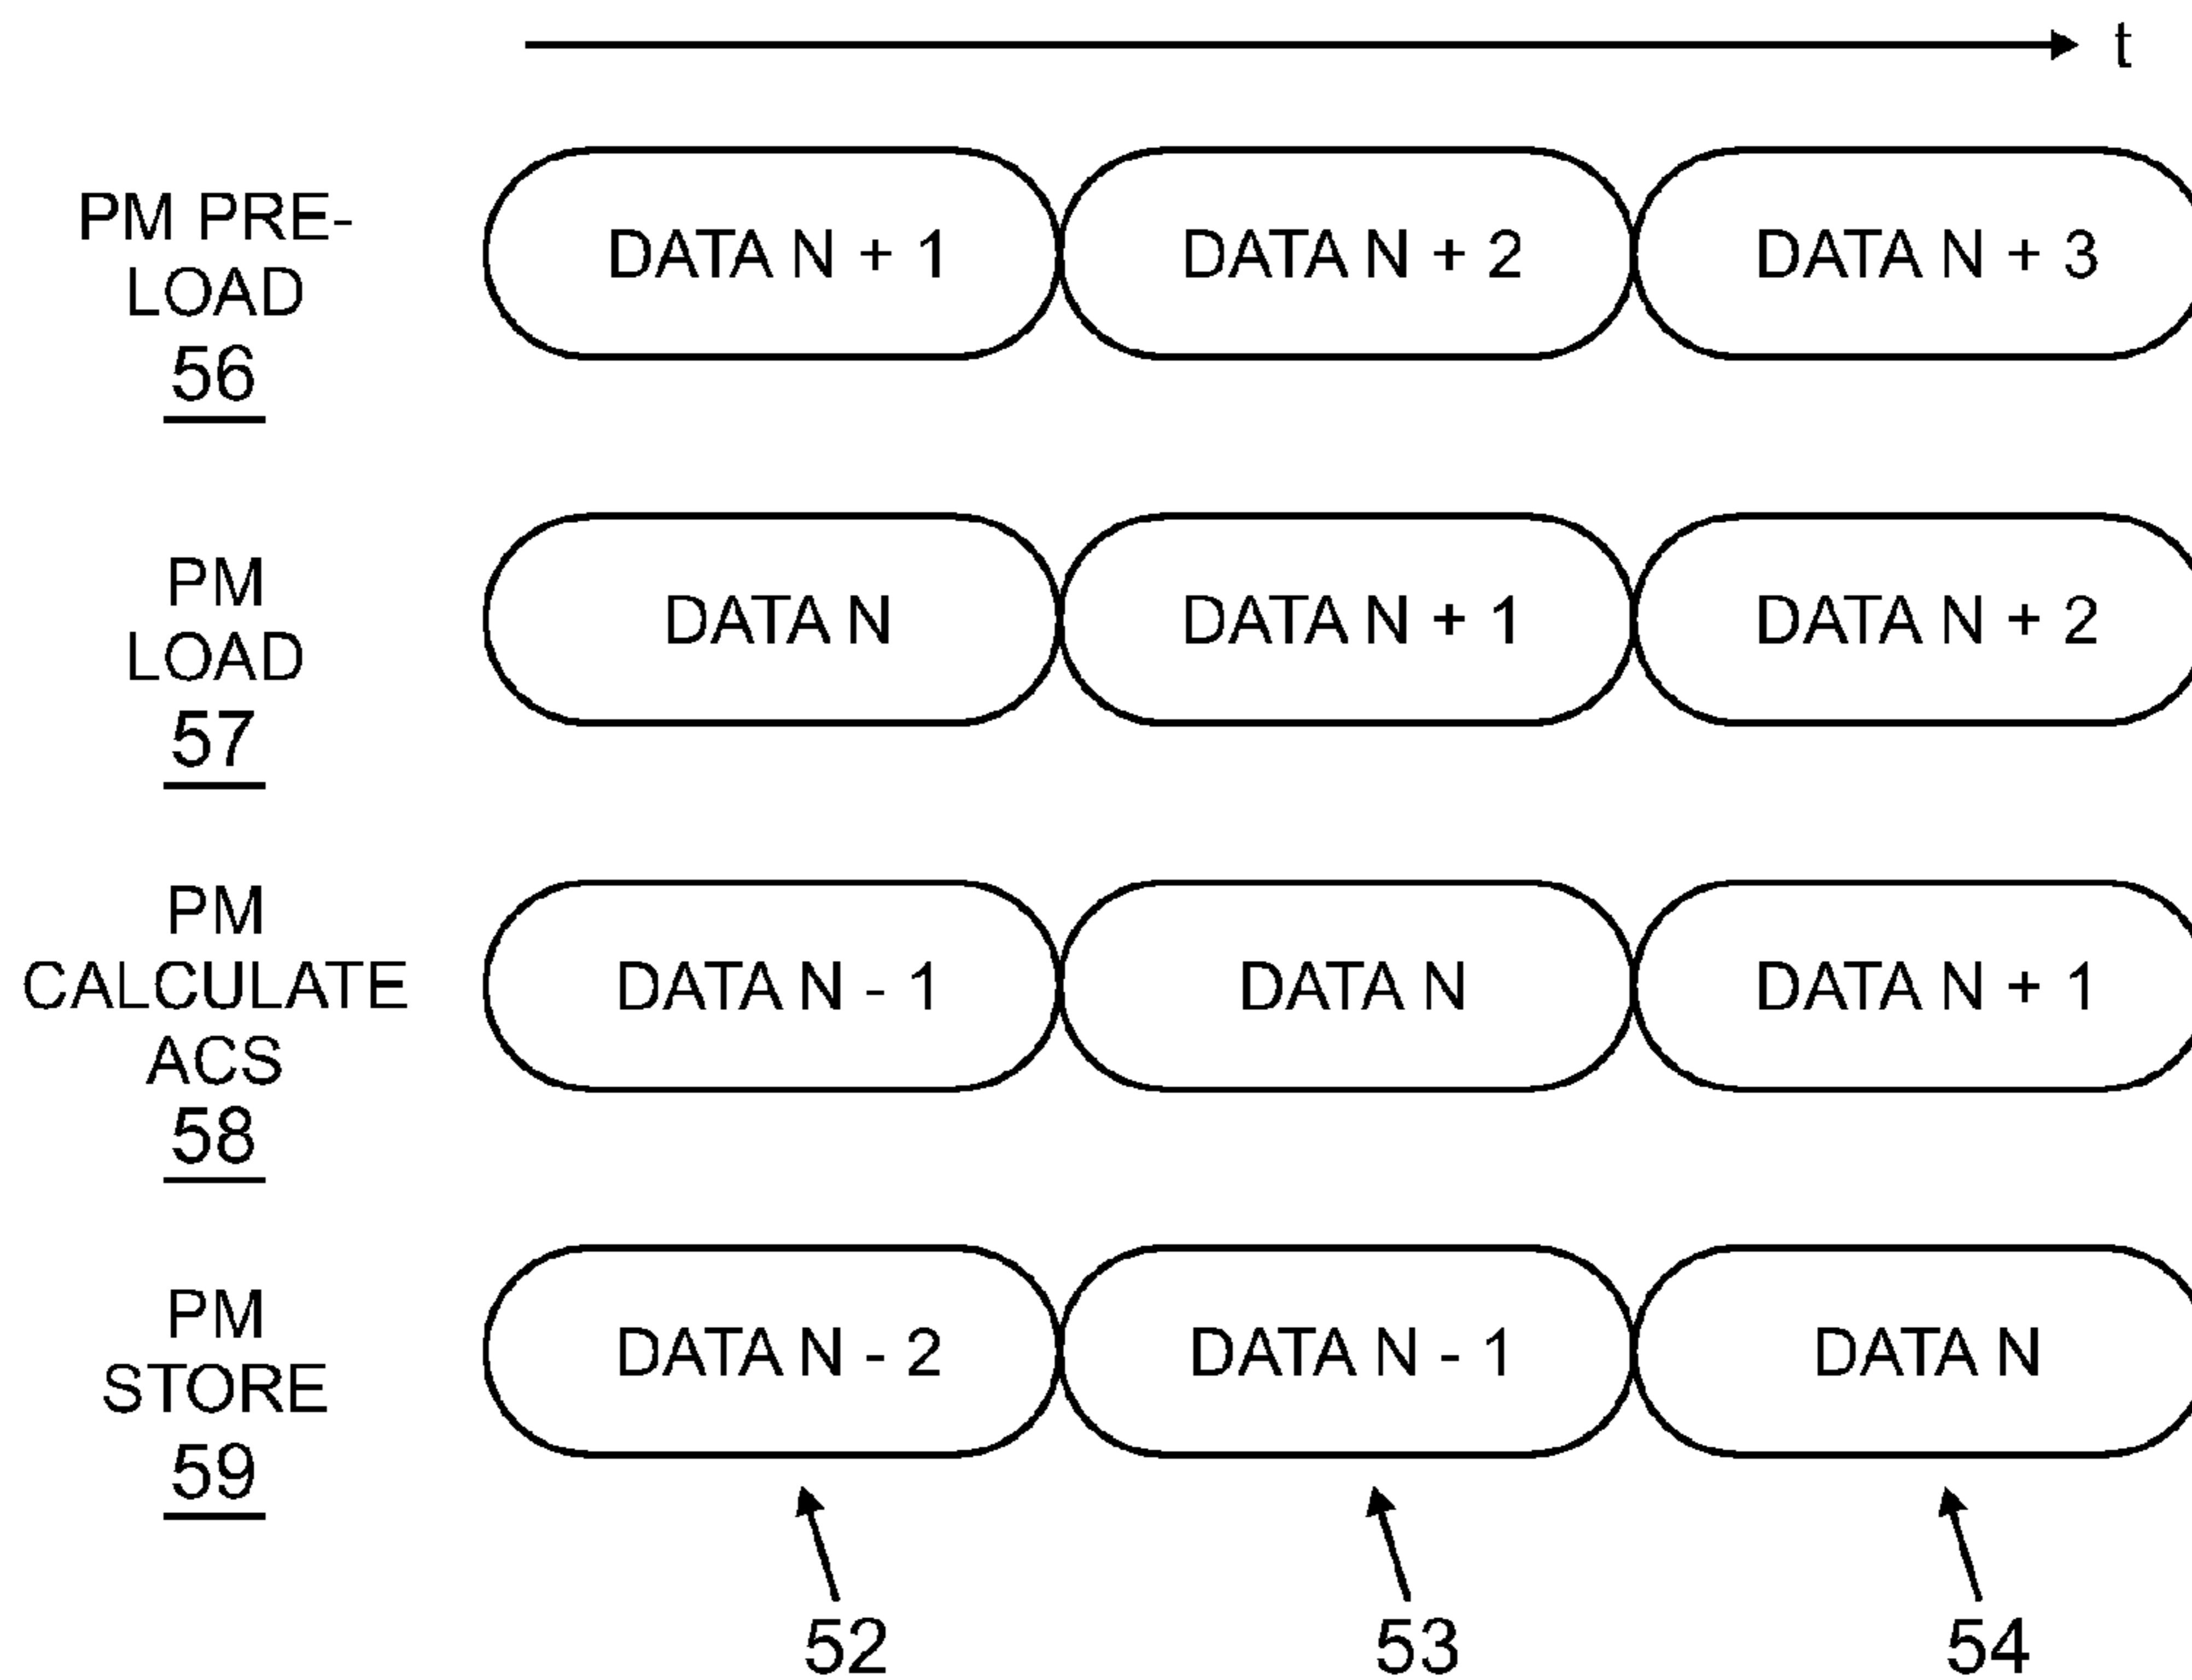 t
PM PRE-
LOAD
56
DATA N + 1
DATA N + 2
DATA N + 3
PM
LOAD
57
DATA N
DATA N + 1
DATA N + 2
PM
CALCULATE
ACS
58
DATA N - 1
DATA N
DATA N + 1
PM
STORE
59
DATA N - 2
DATA N - 1
DATA N
52
53
54